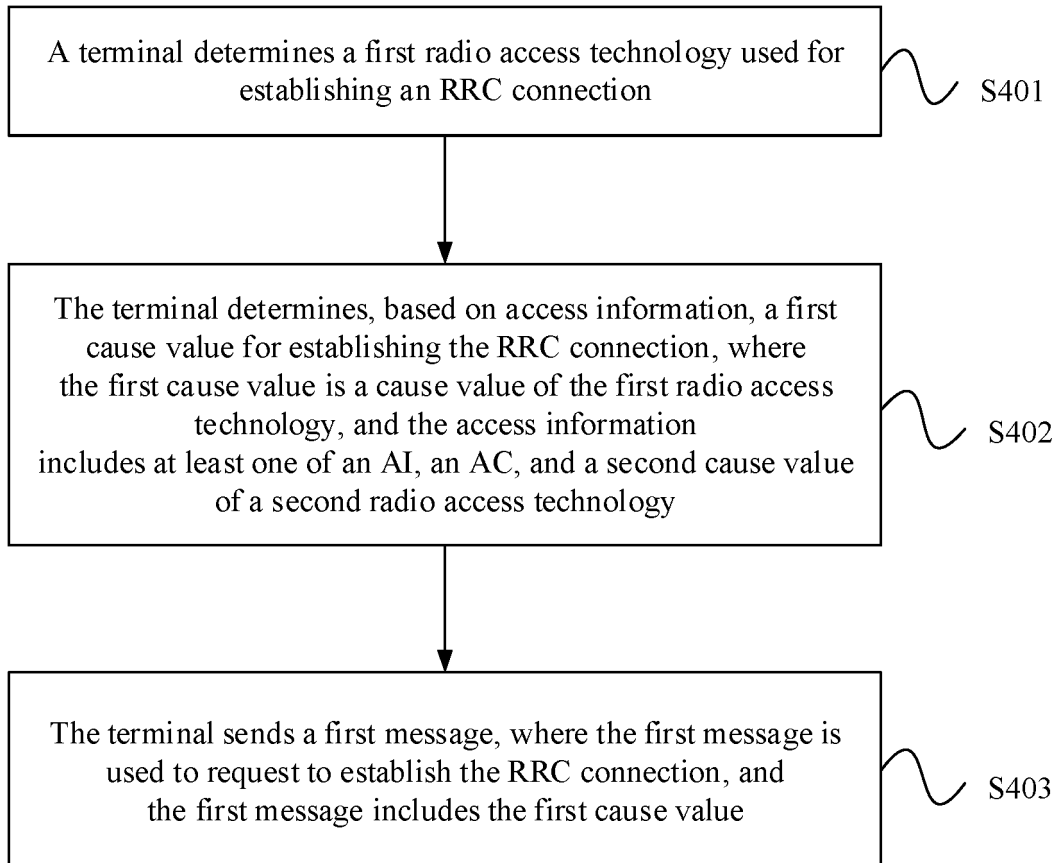 A terminal determines a first radio access technology used for
establishing an RRC connection
S401
The terminal determines, based on access information, a first
cause value for establishing the RRC connection, where
the first cause value is a cause value of the first radio access
technology, and the access information
includes at least one of an AI, an AC, and a second cause value
of a second radio access technology
S402
The terminal sends a first message, where the first message is
used to request to establish the RRC connection, and
the first message includes the first cause value
S403